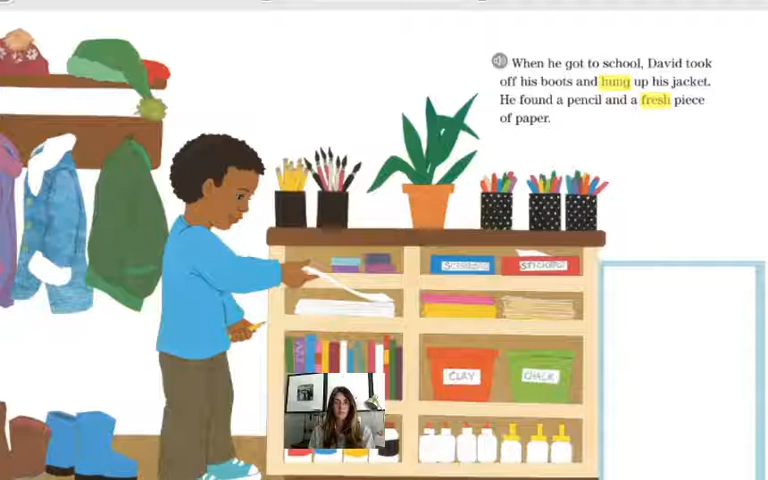 When he got to school, David took
off his boots and hung up his jacket.
He found a pencil and a fresh piece
of paper.
SCISSORS
STICKERS
CLAY
CHALK